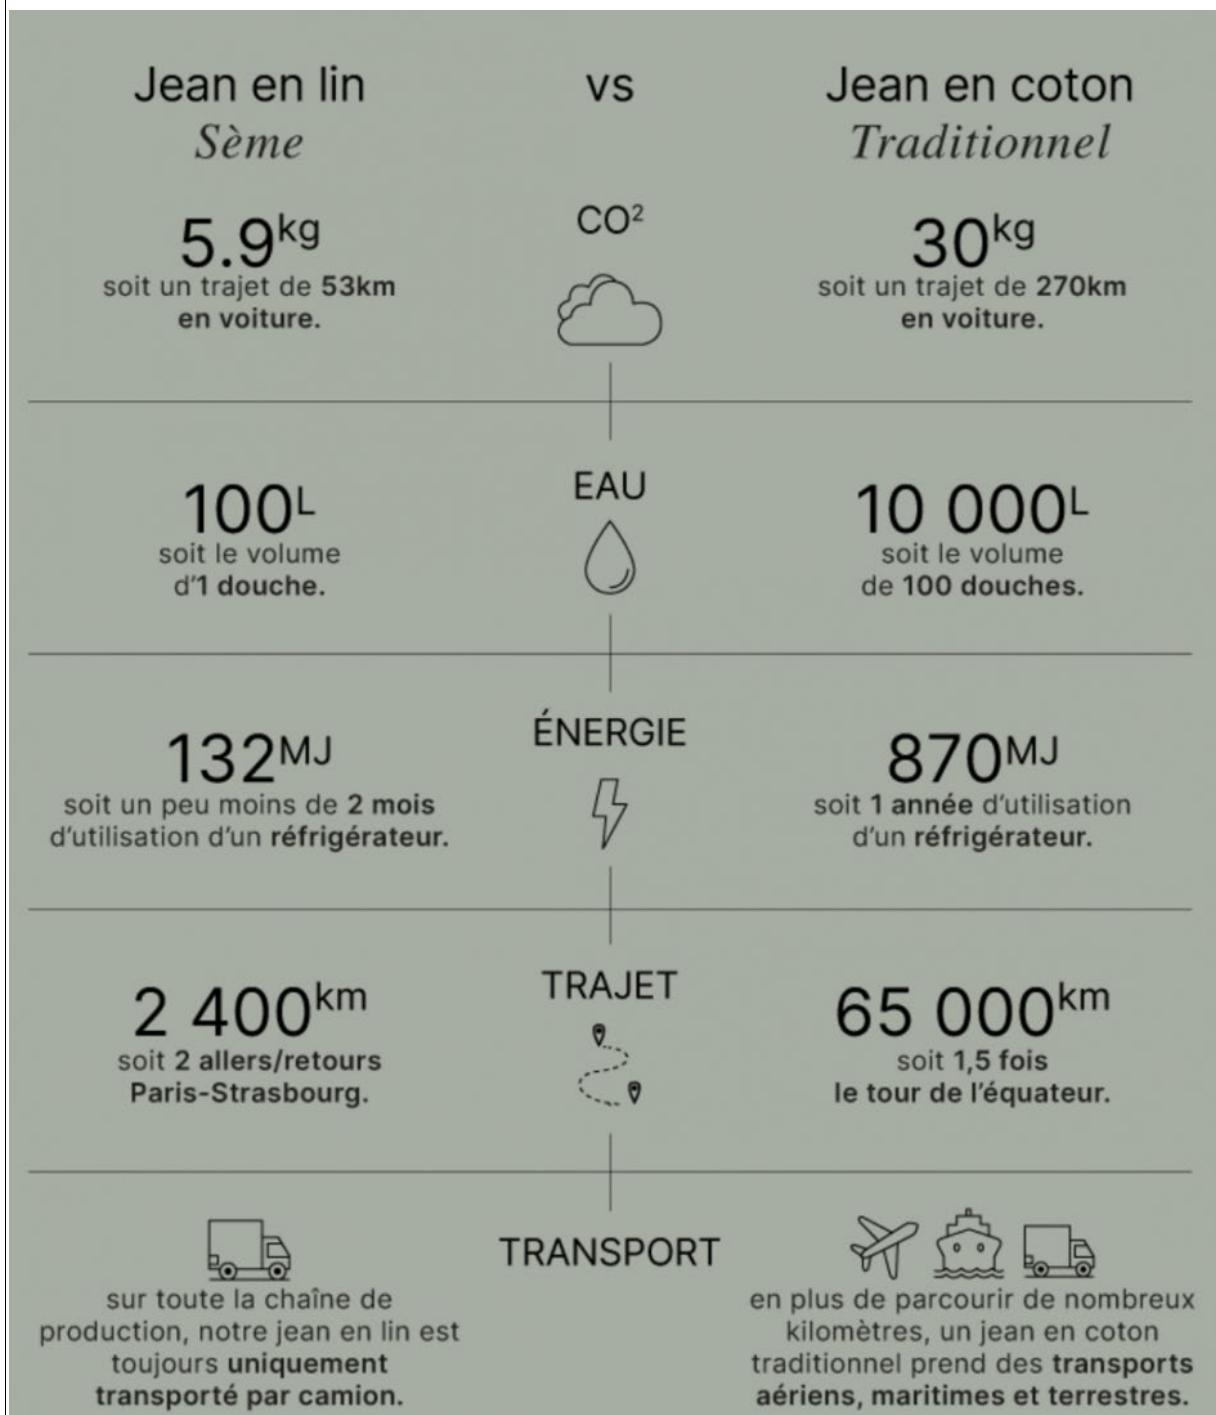 Jean en lin
Sème
vs
Jean en coton
Traditionnel
5.9kg
soit un trajet de 53km
en voiture.
CO²
30kg
soit un trajet de 270km
en voiture.
100L
soit le volume
d'1 douche.
EAU
10 000L
soit le volume
de 100 douches.
132MJ
soit un peu moins de 2 mois
d'utilisation d'un réfrigérateur.
ÉNERGIE
870MJ
soit 1 année d'utilisation
d'un réfrigérateur.
2 400km
soit 2 allers/retours
Paris-Strasbourg.
TRAJET
65 000km
soit 1,5 fois
le tour de l'équateur.
sur toute la chaîne de
production, notre jean en lin est
toujours uniquement
transporté par camion.
TRANSPORT
en plus de parcourir de nombreux
kilomètres, un jean en coton
traditionnel prend des transports
aériens, maritimes et terrestres.